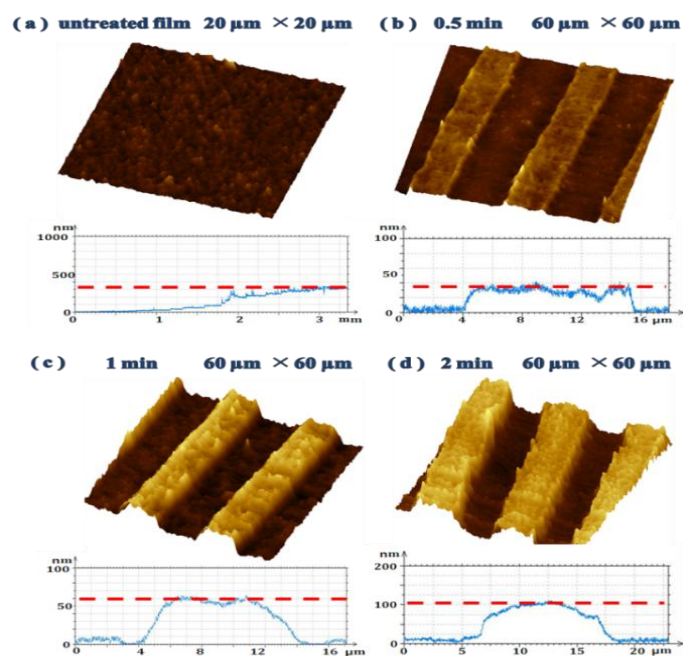 ( a )  untreated film  20 μm  × 20 μm
( b )  0.5 min  60 μm  × 60 μm
nm
1000
500
0
0
1
2
3
mm
nm
100
50
0
0
4
8
12
16 μm
( c )  1 min  60 μm  × 60 μm
( d )  2 min  60 μm  × 60 μm
nm
100
50
0
0
4
8
12
16 μm
nm
200
100
0
0
5
10
15
20 μm